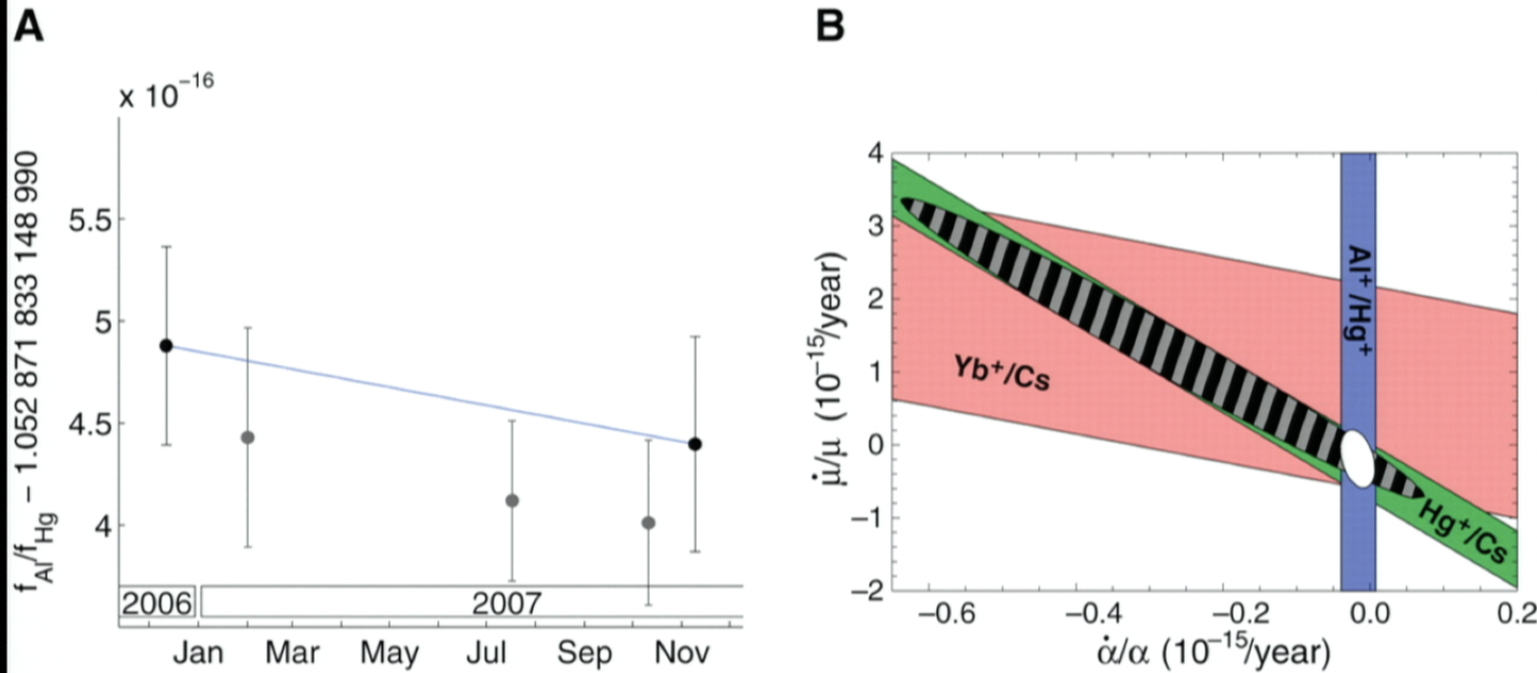 A
x 10⁻¹⁶
f_Al/f_Hg – 1.052 871 833 148 990
5.5
5
4.5
4
2006
2007
Jan Mar May Jul Sep Nov
B
μ̇/μ (10⁻¹⁵/year)
4
3
2
1
0
–1
–2
Yb⁺/Cs
Al⁺/Hg⁺
Hg⁺/Cs
–0.6 –0.4 –0.2 0.0 0.2
α̇/α (10⁻¹⁵/year)